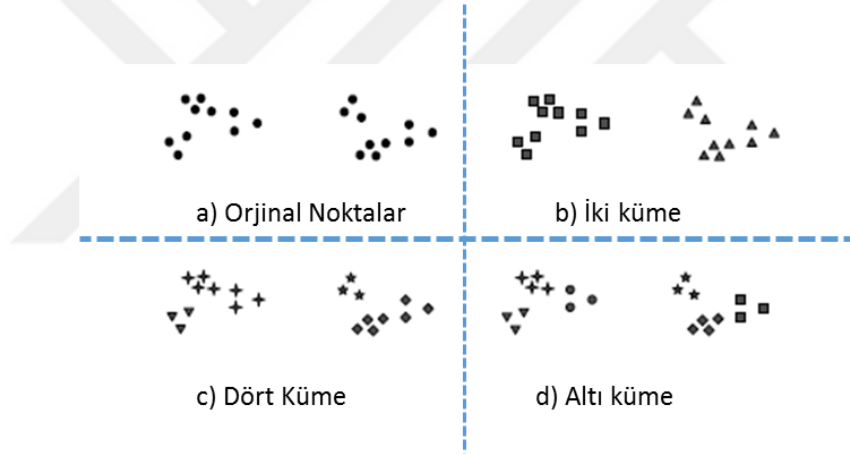 a) Orjinal Noktalar
b) İki küme
c) Dört Küme
d) Altı küme